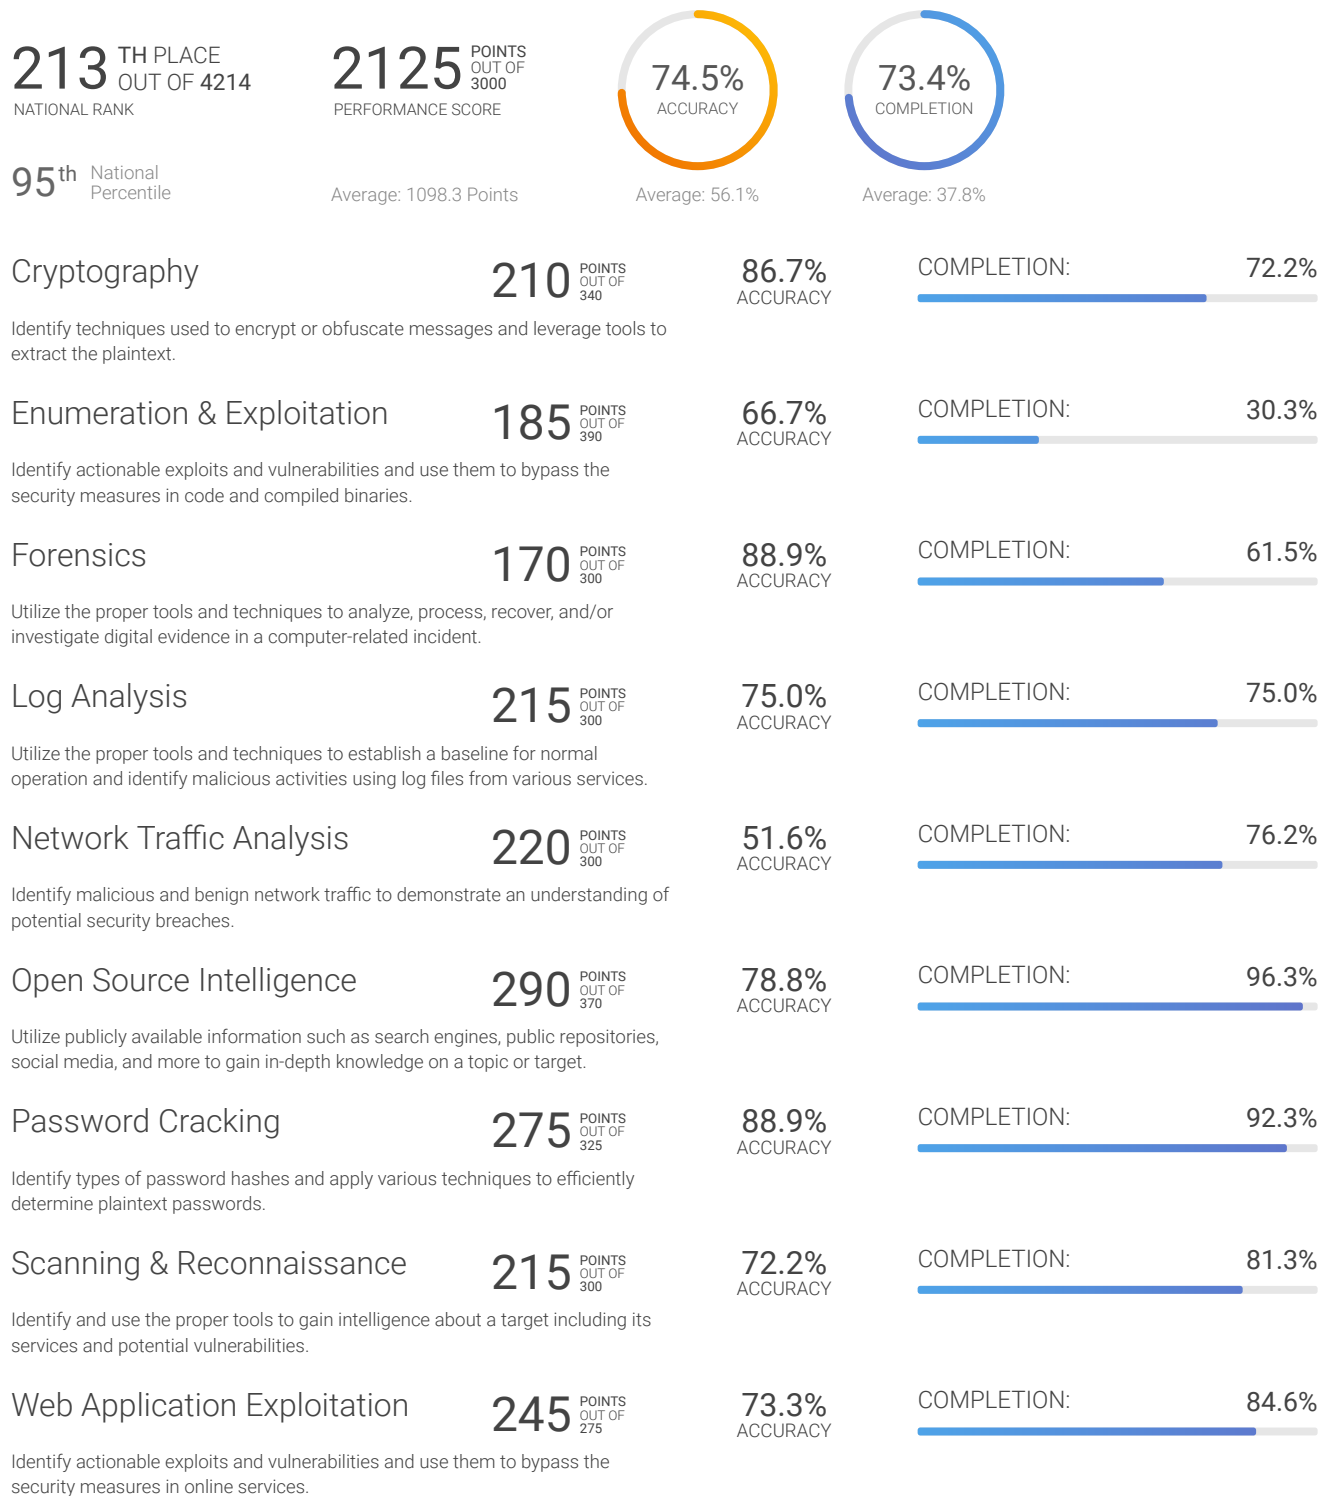 213 TH PLACE
OUT OF 4214
NATIONAL RANK
2125 POINTS
OUT OF
3000
PERFORMANCE SCORE
74.5%
ACCURACY
73.4%
COMPLETION
95th National
Percentile
Average: 1098.3 Points
Average: 56.1%
Average: 37.8%
Cryptography
210 POINTS
OUT OF
340
86.7%
ACCURACY
COMPLETION: 72.2%
Identify techniques used to encrypt or obfuscate messages and leverage tools to
extract the plaintext.
Enumeration & Exploitation
185 POINTS
OUT OF
390
66.7%
ACCURACY
COMPLETION: 30.3%
Identify actionable exploits and vulnerabilities and use them to bypass the
security measures in code and compiled binaries.
Forensics
170 POINTS
OUT OF
300
88.9%
ACCURACY
COMPLETION: 61.5%
Utilize the proper tools and techniques to analyze, process, recover, and/or
investigate digital evidence in a computer-related incident.
Log Analysis
215 POINTS
OUT OF
300
75.0%
ACCURACY
COMPLETION: 75.0%
Utilize the proper tools and techniques to establish a baseline for normal
operation and identify malicious activities using log files from various services.
Network Traffic Analysis
220 POINTS
OUT OF
300
51.6%
ACCURACY
COMPLETION: 76.2%
Identify malicious and benign network traffic to demonstrate an understanding of
potential security breaches.
Open Source Intelligence
290 POINTS
OUT OF
370
78.8%
ACCURACY
COMPLETION: 96.3%
Utilize publicly available information such as search engines, public repositories,
social media, and more to gain in-depth knowledge on a topic or target.
Password Cracking
275 POINTS
OUT OF
325
88.9%
ACCURACY
COMPLETION: 92.3%
Identify types of password hashes and apply various techniques to efficiently
determine plaintext passwords.
Scanning & Reconnaissance
215 POINTS
OUT OF
300
72.2%
ACCURACY
COMPLETION: 81.3%
Identify and use the proper tools to gain intelligence about a target including its
services and potential vulnerabilities.
Web Application Exploitation
245 POINTS
OUT OF
275
73.3%
ACCURACY
COMPLETION: 84.6%
Identify actionable exploits and vulnerabilities and use them to bypass the
security measures in online services.